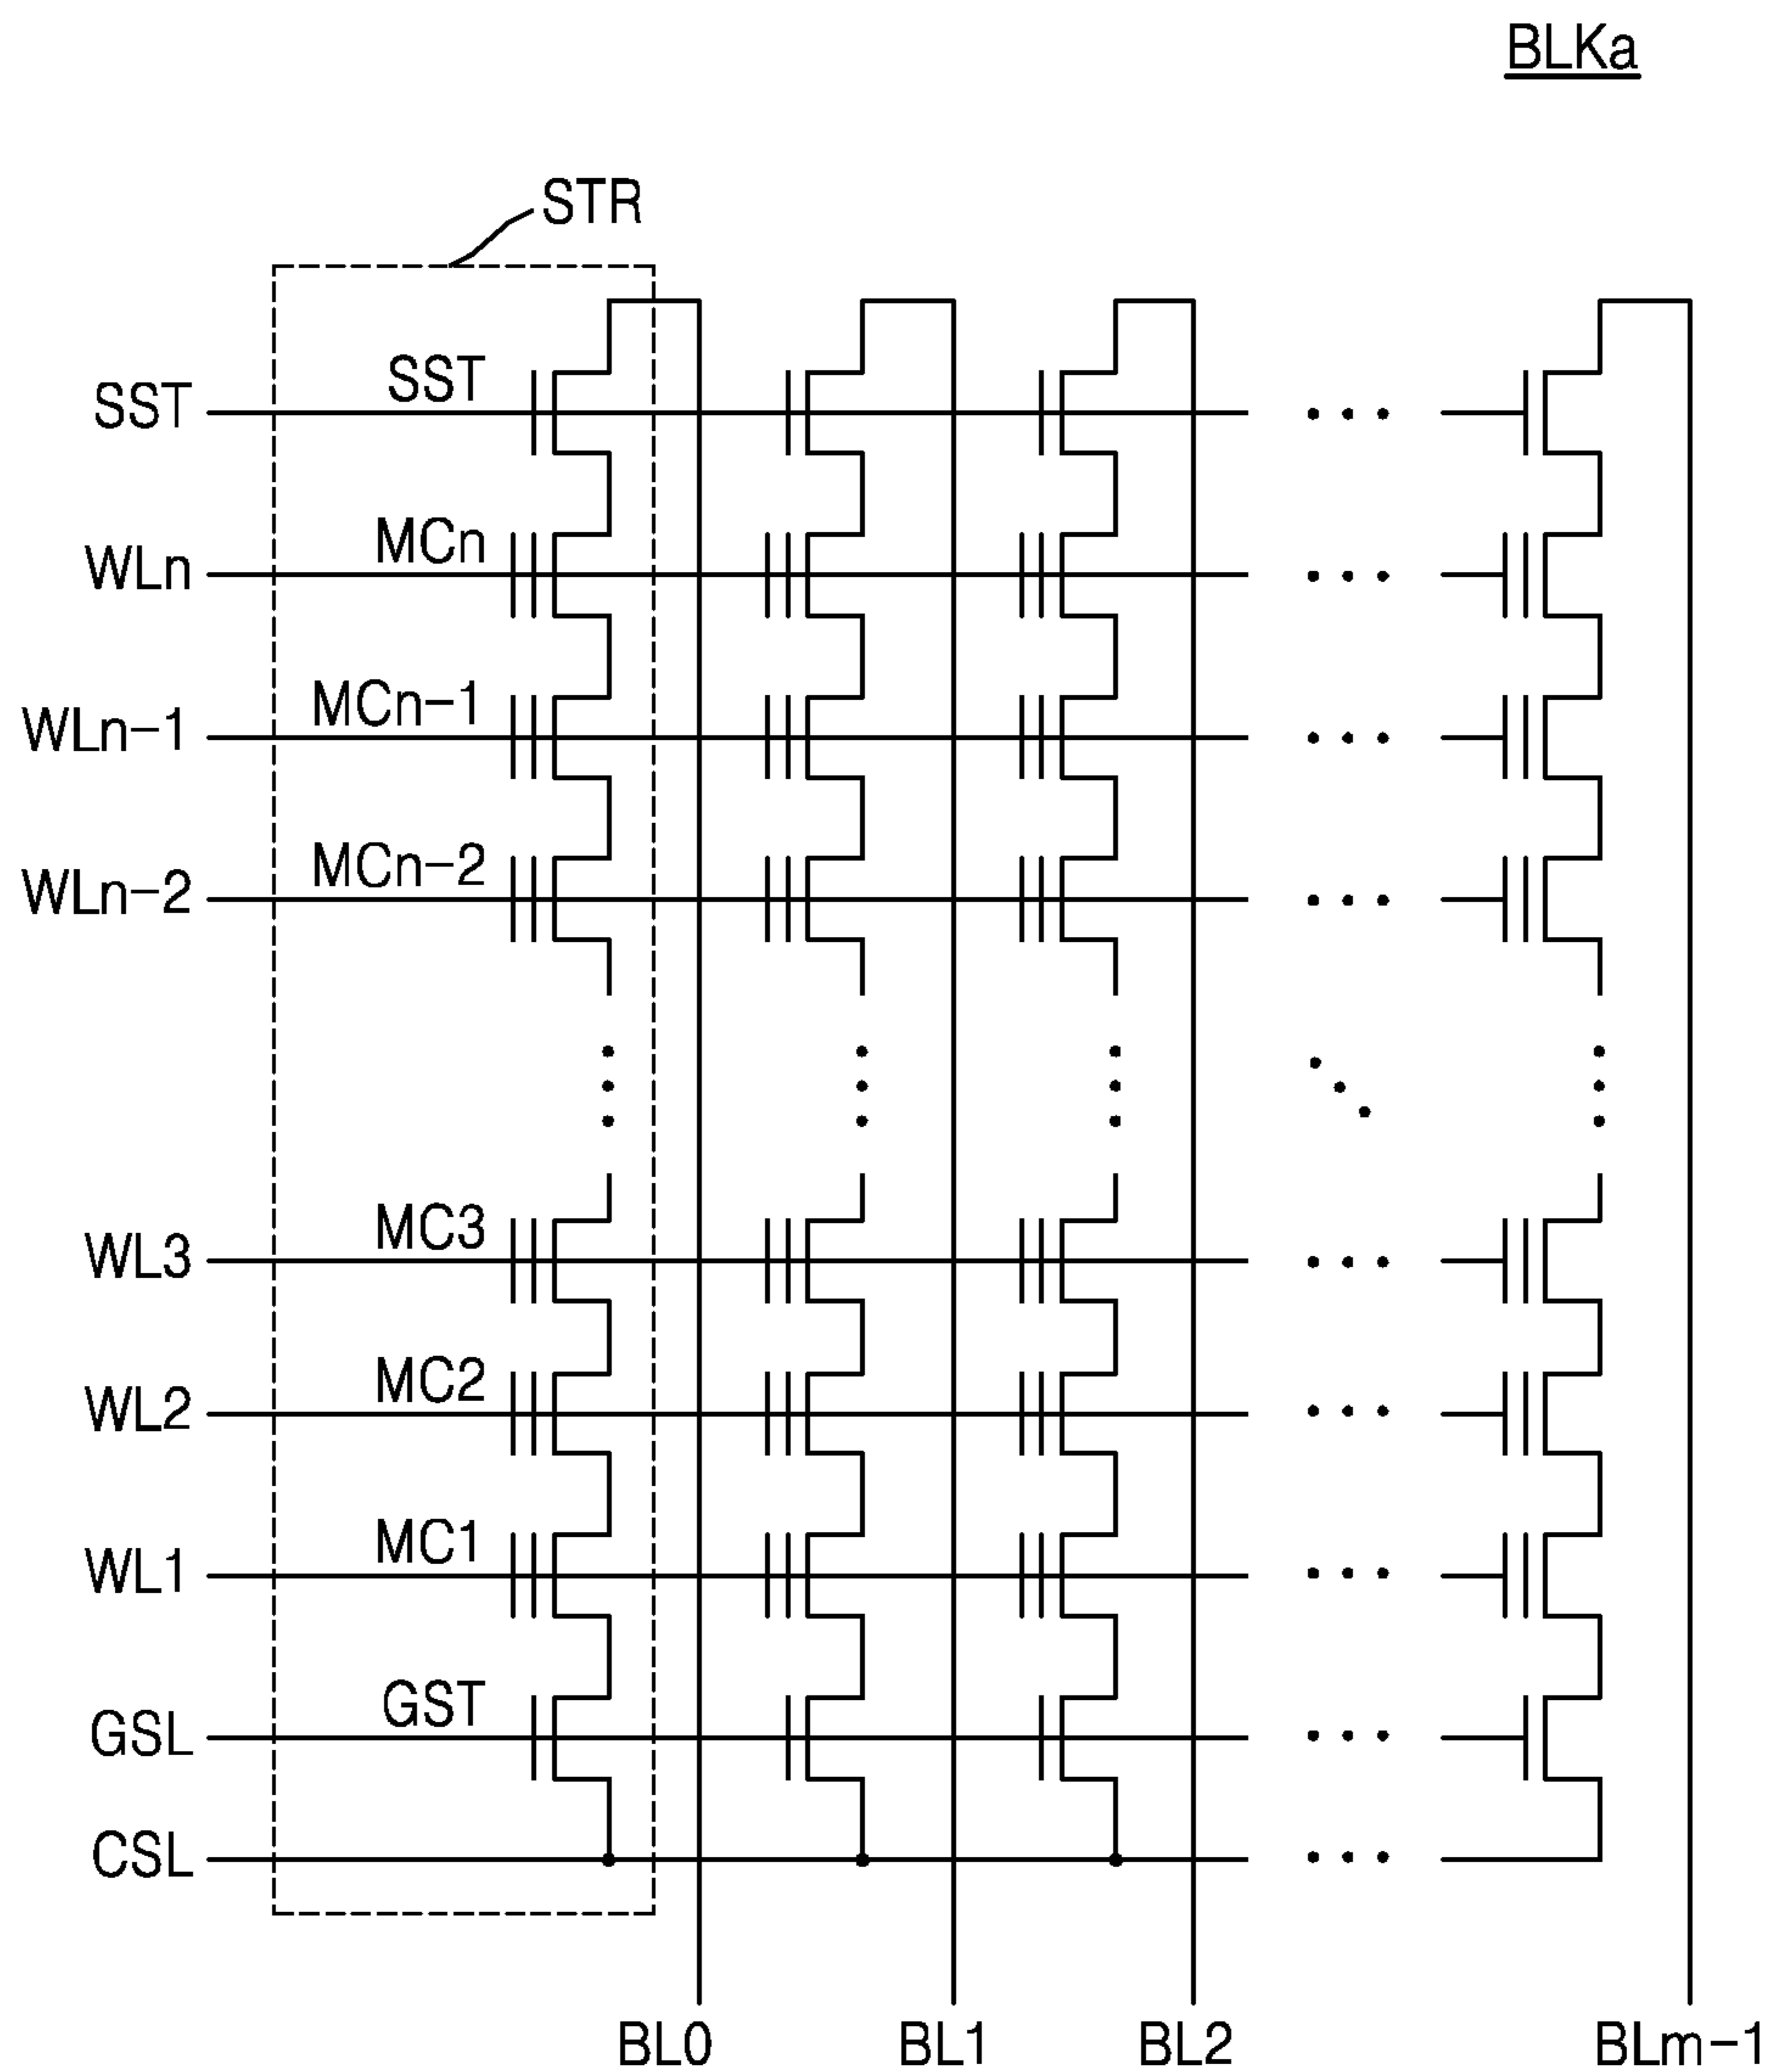 BLKa
STR
SST SST
WLn MCn
WLn-1 MCn-1
WLn-2 MCn-2
WL3 MC3
WL2 MC2
WL1 MC1
GSL GST
CSL
BL0 BL1 BL2 BLm-1